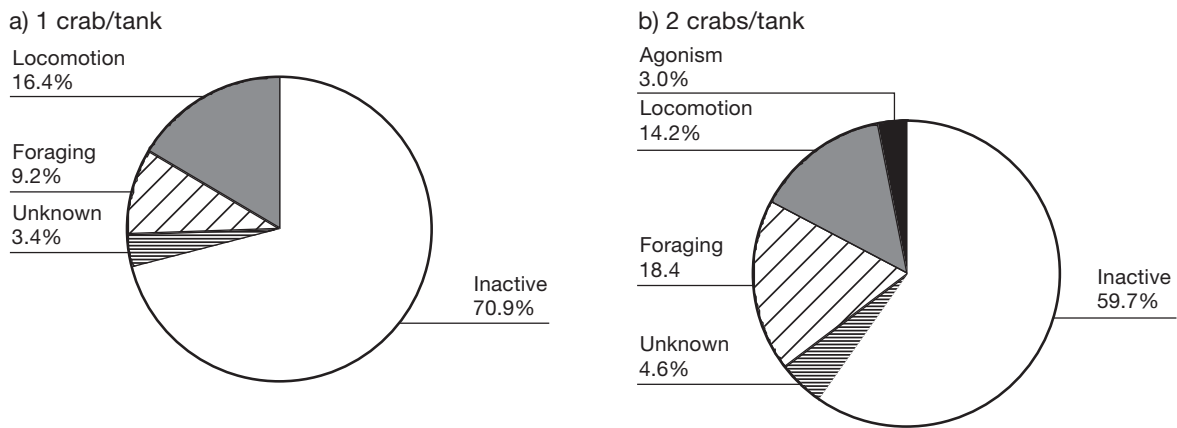 a) 1 crab/tank
Locomotion
16.4%
Foraging
9.2%
Unknown
3.4%
Inactive
70.9%
b) 2 crabs/tank
Agonism
3.0%
Locomotion
14.2%
Foraging
18.4
Unknown
4.6%
Inactive
59.7%